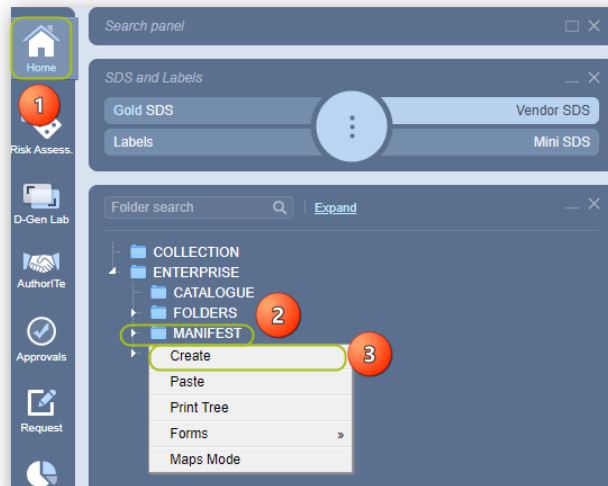 Home
1
Risk Assess.
D-Gen Lab
AuthorITe
Approvals
Request
Search panel
SDS and Labels
Gold SDS
Vendor SDS
Labels
Mini SDS
Folder search
Expand
COLLECTION
ENTERPRISE
CATALOGUE
FOLDERS
2
MANIFEST
Create
3
Paste
Print Tree
Forms »
Maps Mode